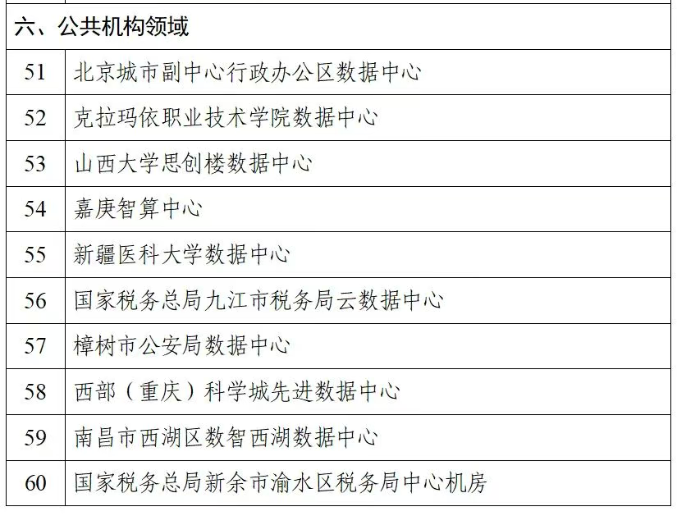 六、公共机构领域
51 北京城市副中心行政办公区数据中心
52 克拉玛依职业技术学院数据中心
53 山西大学思创楼数据中心
54 嘉庚智算中心
55 新疆医科大学数据中心
56 国家税务总局九江市税务局云数据中心
57 樟树市公安局数据中心
58 西部（重庆）科学城先进数据中心
59 南昌市西湖区数智西湖数据中心
60 国家税务总局新余市渝水区税务局中心机房